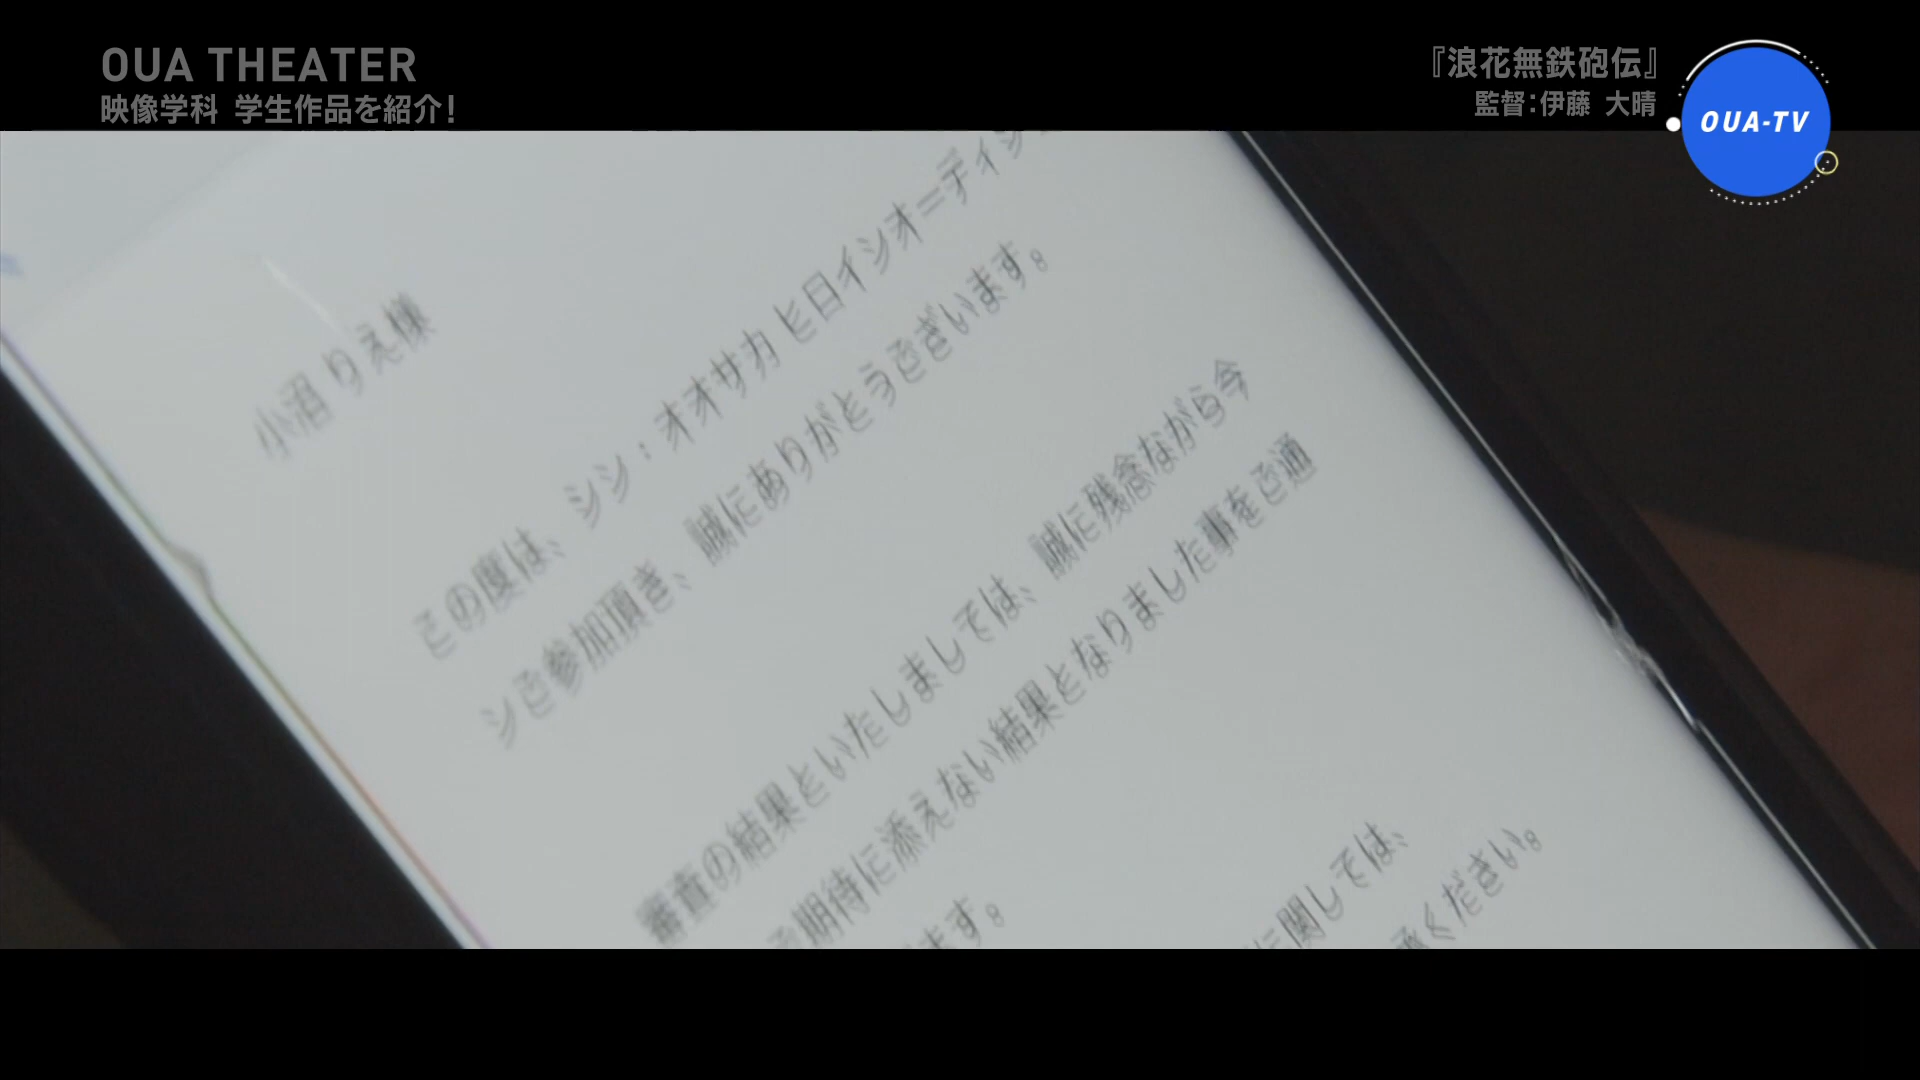 OUA THEATER
映像学科 学生作品を紹介!
『浪花無鉄砲伝』
監督:伊藤 大晴
OUA-TV
小沼 りえ様
この度は、シン:オオサカ ヒロインオーディショ
ンご参加頂き、誠にありがとうございます。
審査の結果といたしましては、誠に残念ながら今
期待に添えない結果となりました事をご通
ます。
に関しては、
承ください。